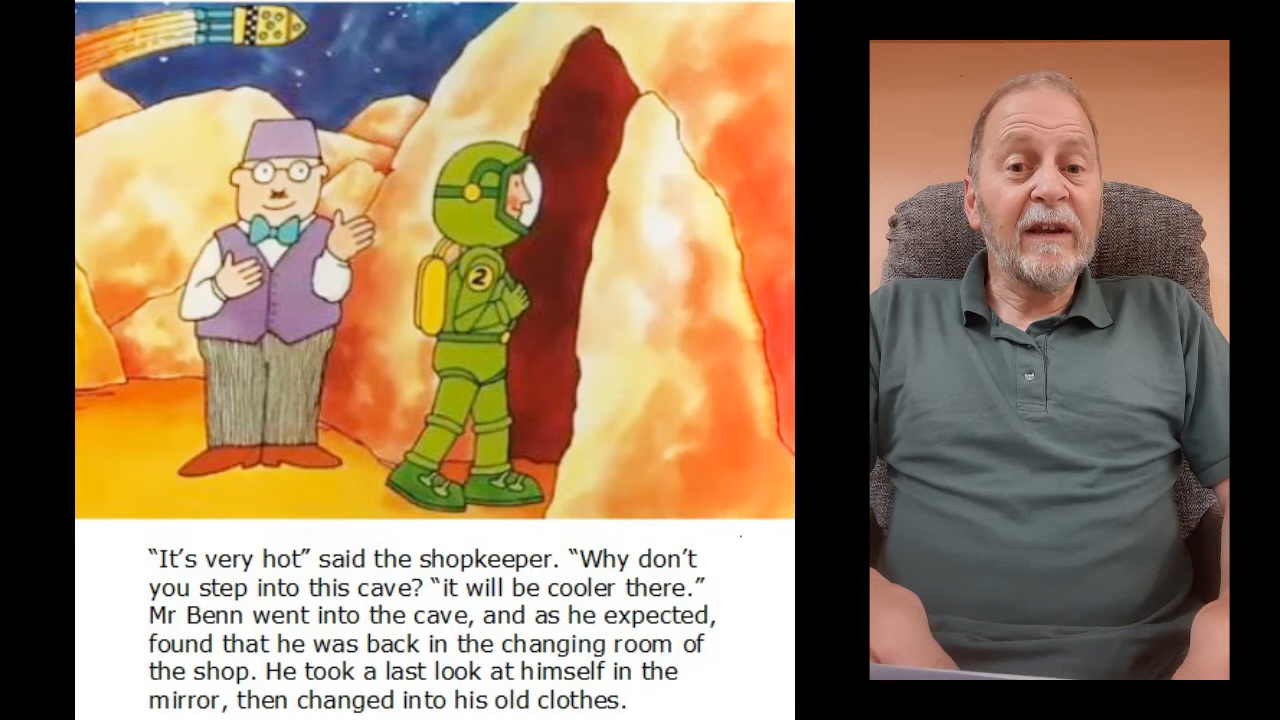 2
“It’s very hot” said the shopkeeper. “Why don’t
you step into this cave? “it will be cooler there.”
Mr Benn went into the cave, and as he expected,
found that he was back in the changing room of
the shop. He took a last look at himself in the
mirror, then changed into his old clothes.